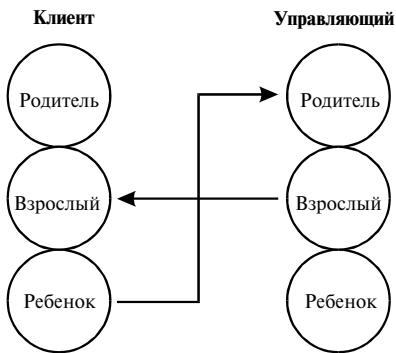 Клиент Управляющий
Родитель Родитель
Взрослый Взрослый
Ребенок Ребенок